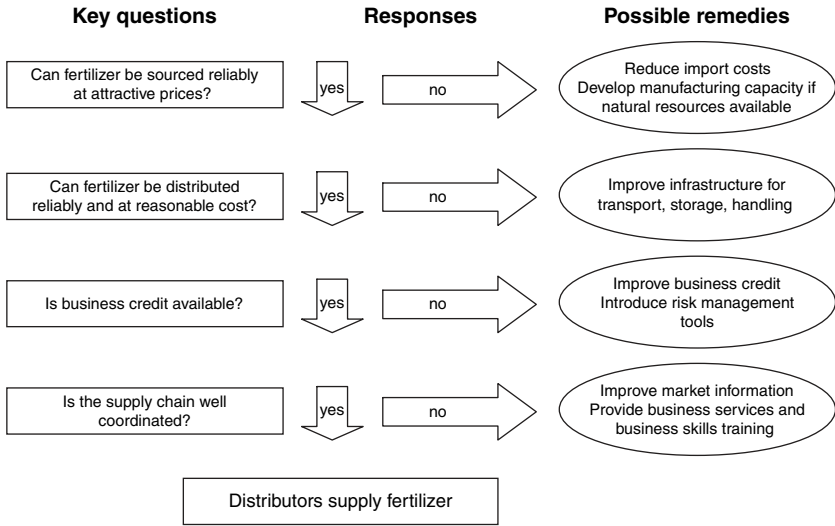 Key questions
Responses
Possible remedies
Can fertilizer be sourced reliably
at attractive prices?
yes
no
Reduce import costs
Develop manufacturing capacity if
natural resources available
Can fertilizer be distributed
reliably and at reasonable cost?
yes
no
Improve infrastructure for
transport, storage, handling
Is business credit available?
yes
no
Improve business credit
Introduce risk management
tools
Is the supply chain well
coordinated?
yes
no
Improve market information
Provide business services and
business skills training
Distributors supply fertilizer